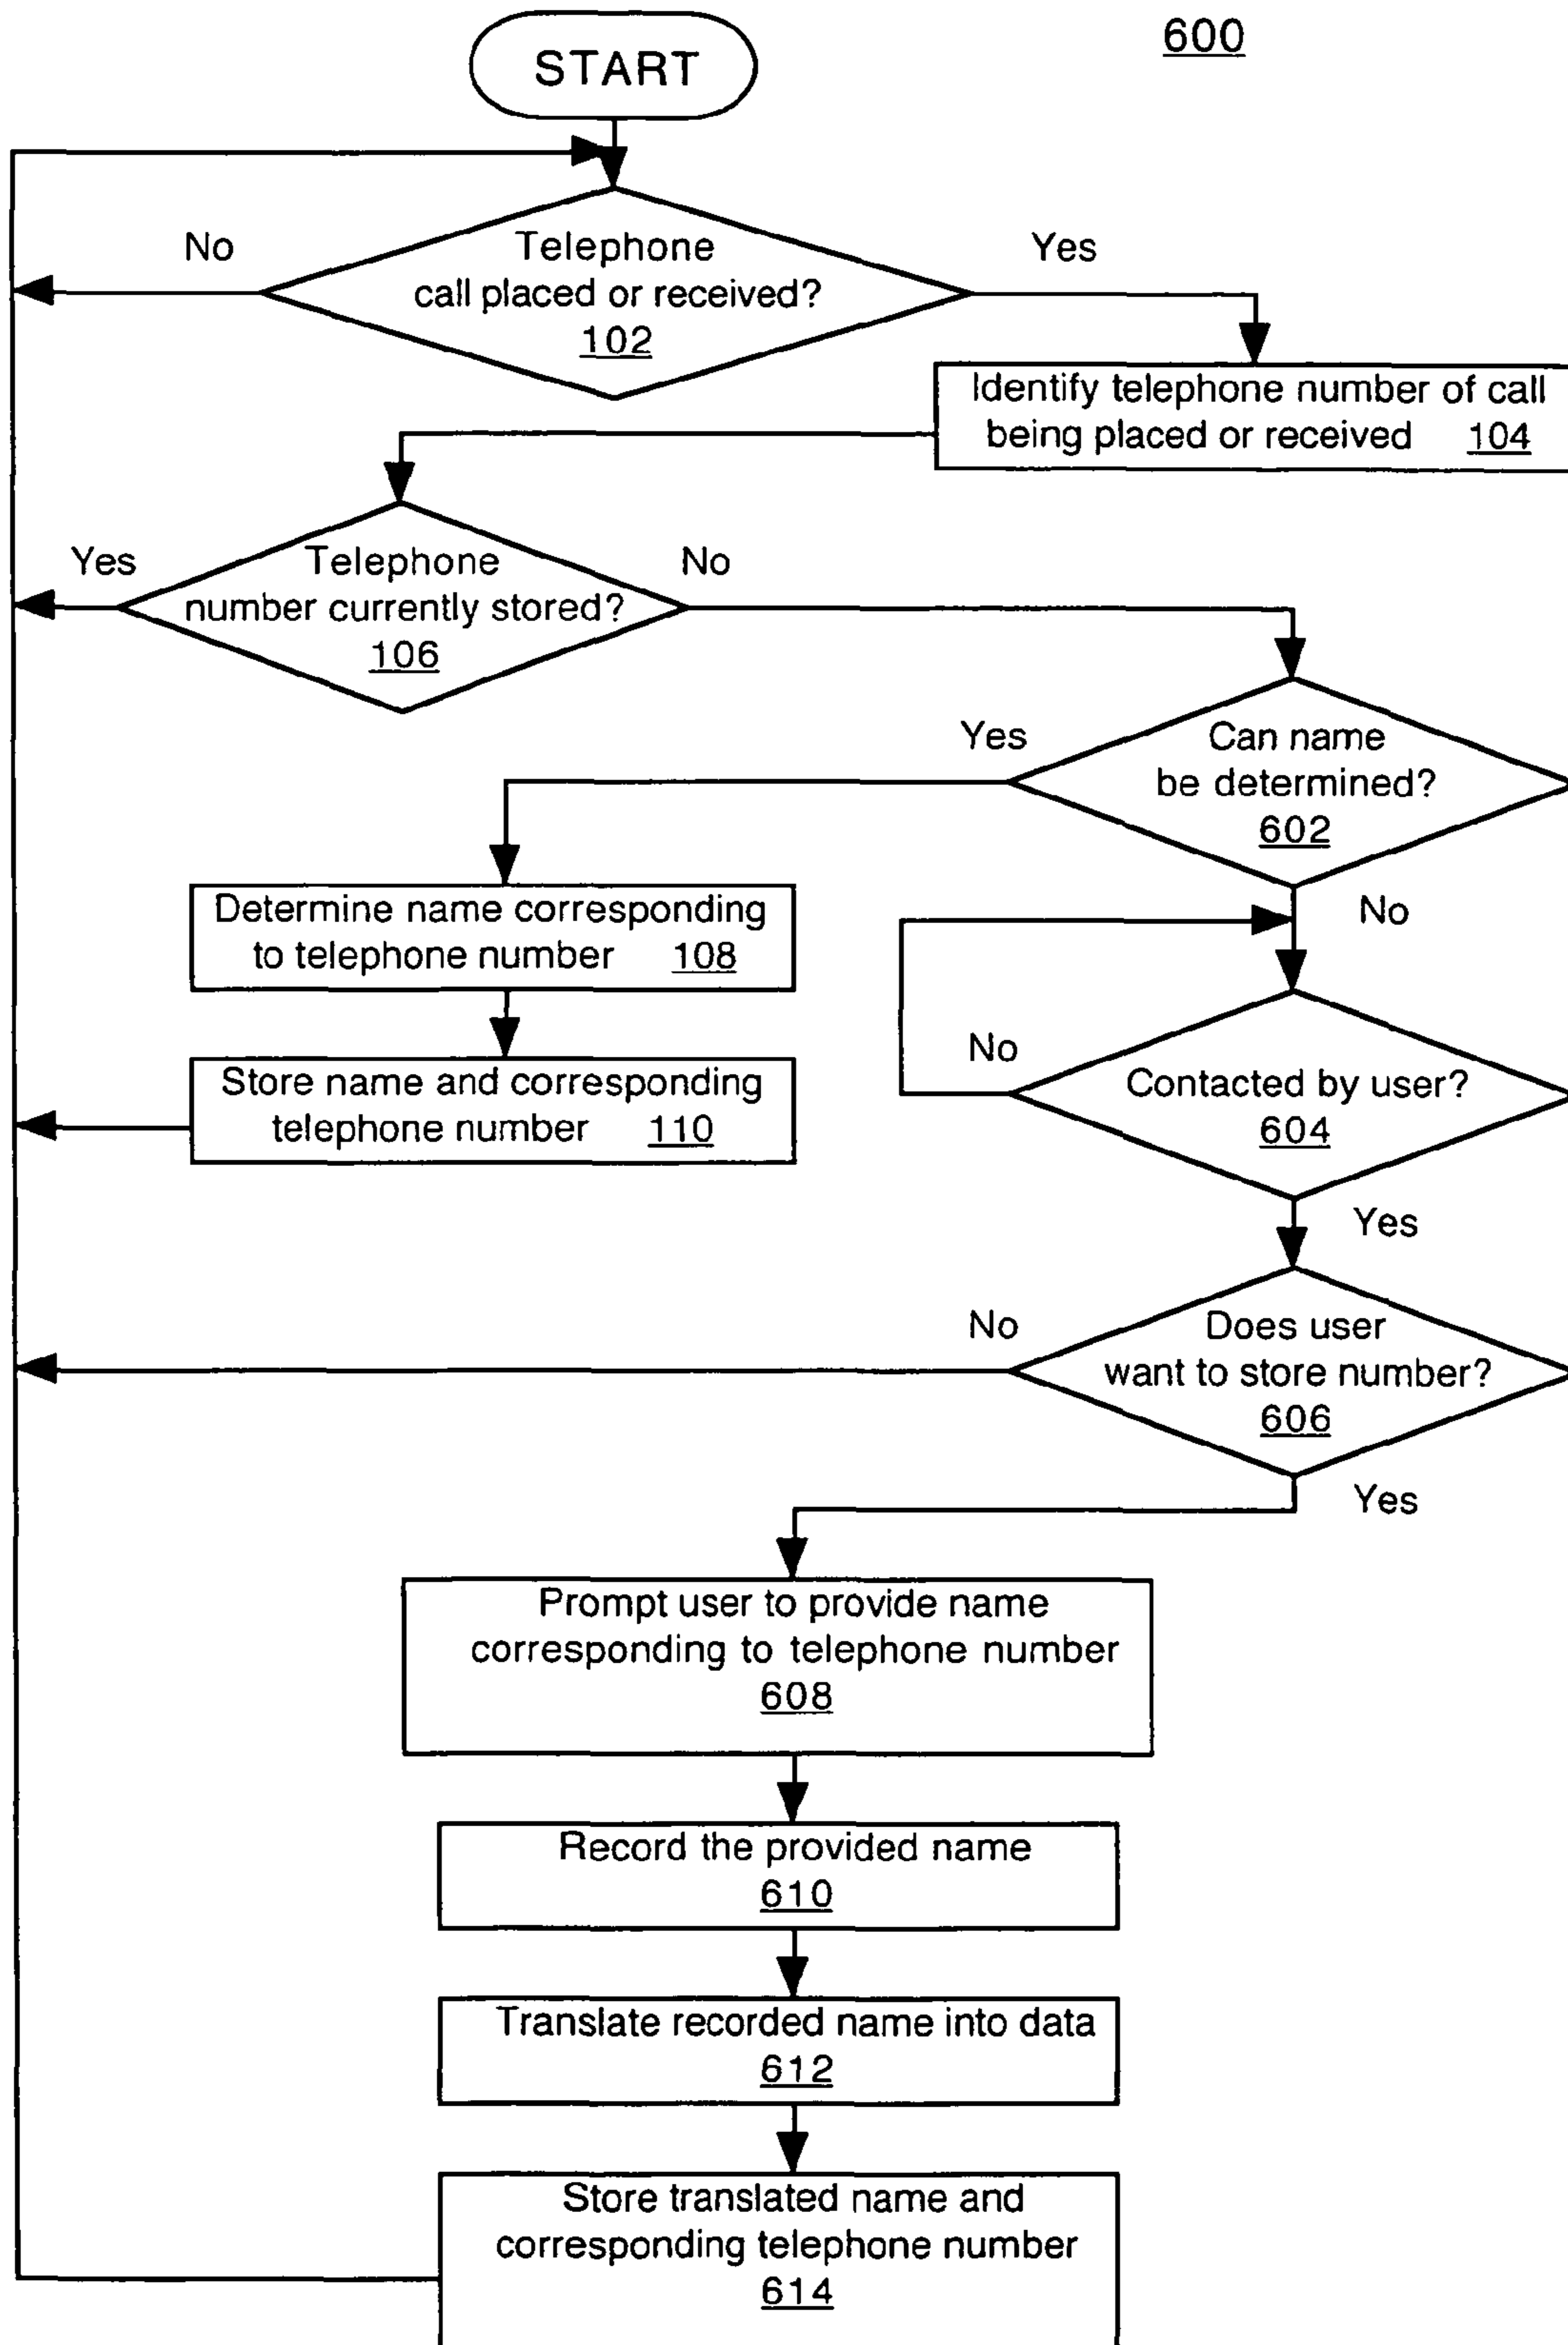 600
START
No
Telephone
Yes
call placed or received?
102
Identify telephone number of call
being placed or received 104
Yes
Telephone
No
number currently stored?
106
Yes
Can name
be determined?
602
No
Determine name corresponding
to telephone number 108
Store name and corresponding
telephone number 110
No
Contacted by user?
604
Yes
No
Does user
want to store number?
606
Yes
Prompt user to provide name
corresponding to telephone number
608
Record the provided name
610
Translate recorded name into data
612
Store translated name and
corresponding telephone number
614